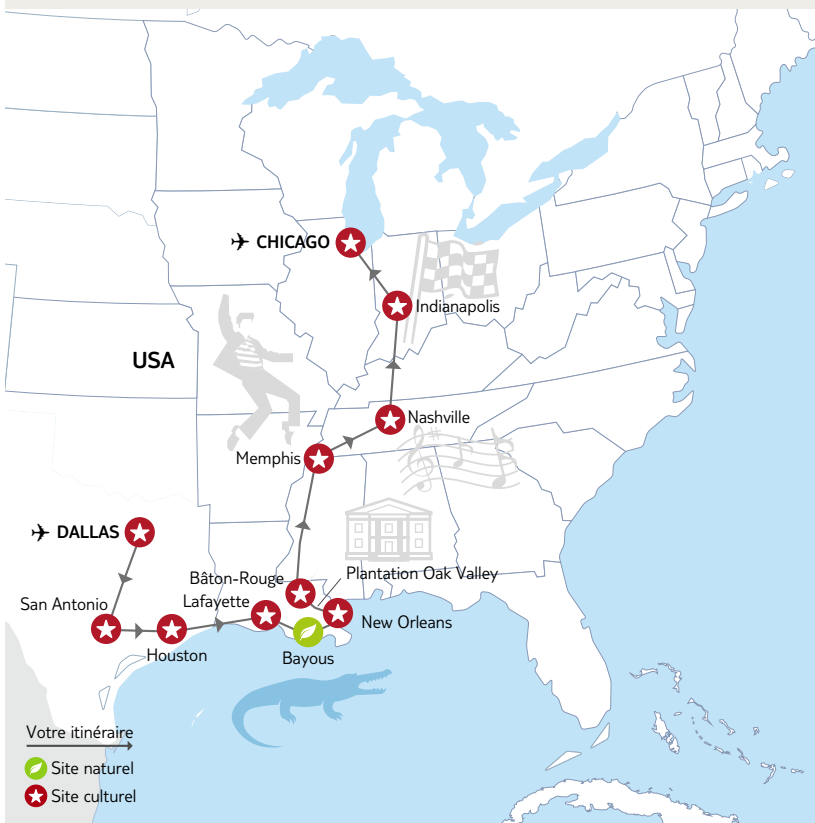 CHICAGO
Indianapolis
USA
Nashville
Memphis
DALLAS
Plantation Oak Valley
Bâton-Rouge
Lafayette
San Antonio
New Orleans
Houston
Bayous
Votre itinéraire
Site naturel
Site culturel